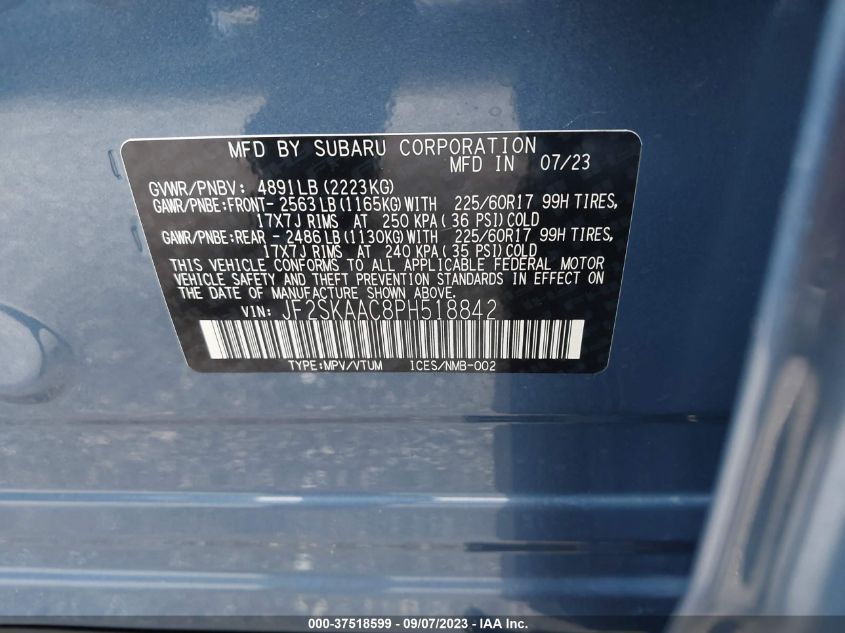 MFD BY SUBARU CORPORATION
MFD IN 07/23
GVWR/PNBV: 4891LB (2223KG)
GAWR/PNBE:FRONT- 2563 LB (1165KG) WITH 225/60R17 99H TIRES,
17X7J RIMS AT 250 KPA ( 36 PSI) COLD
GAWR/PNBE:REAR - 2486 LB (1130KG) WITH 225/60R17 99H TIRES,
17X7J RIMS AT 240 KPA (35 PSI) COLD
THIS VEHICLE CONFORMS TO ALL APPLICABLE FEDERAL MOTOR
VEHICLE SAFETY AND THEFT PREVENTION STANDARDS IN EFFECT ON
THE DATE OF MANUFACTURE SHOWN ABOVE.
VIN: JF2SKAAC8PH518842
TYPE:MPV/VTUM ICES/NMB-002
000-37518599 - 09/07/2023 - IAA Inc.